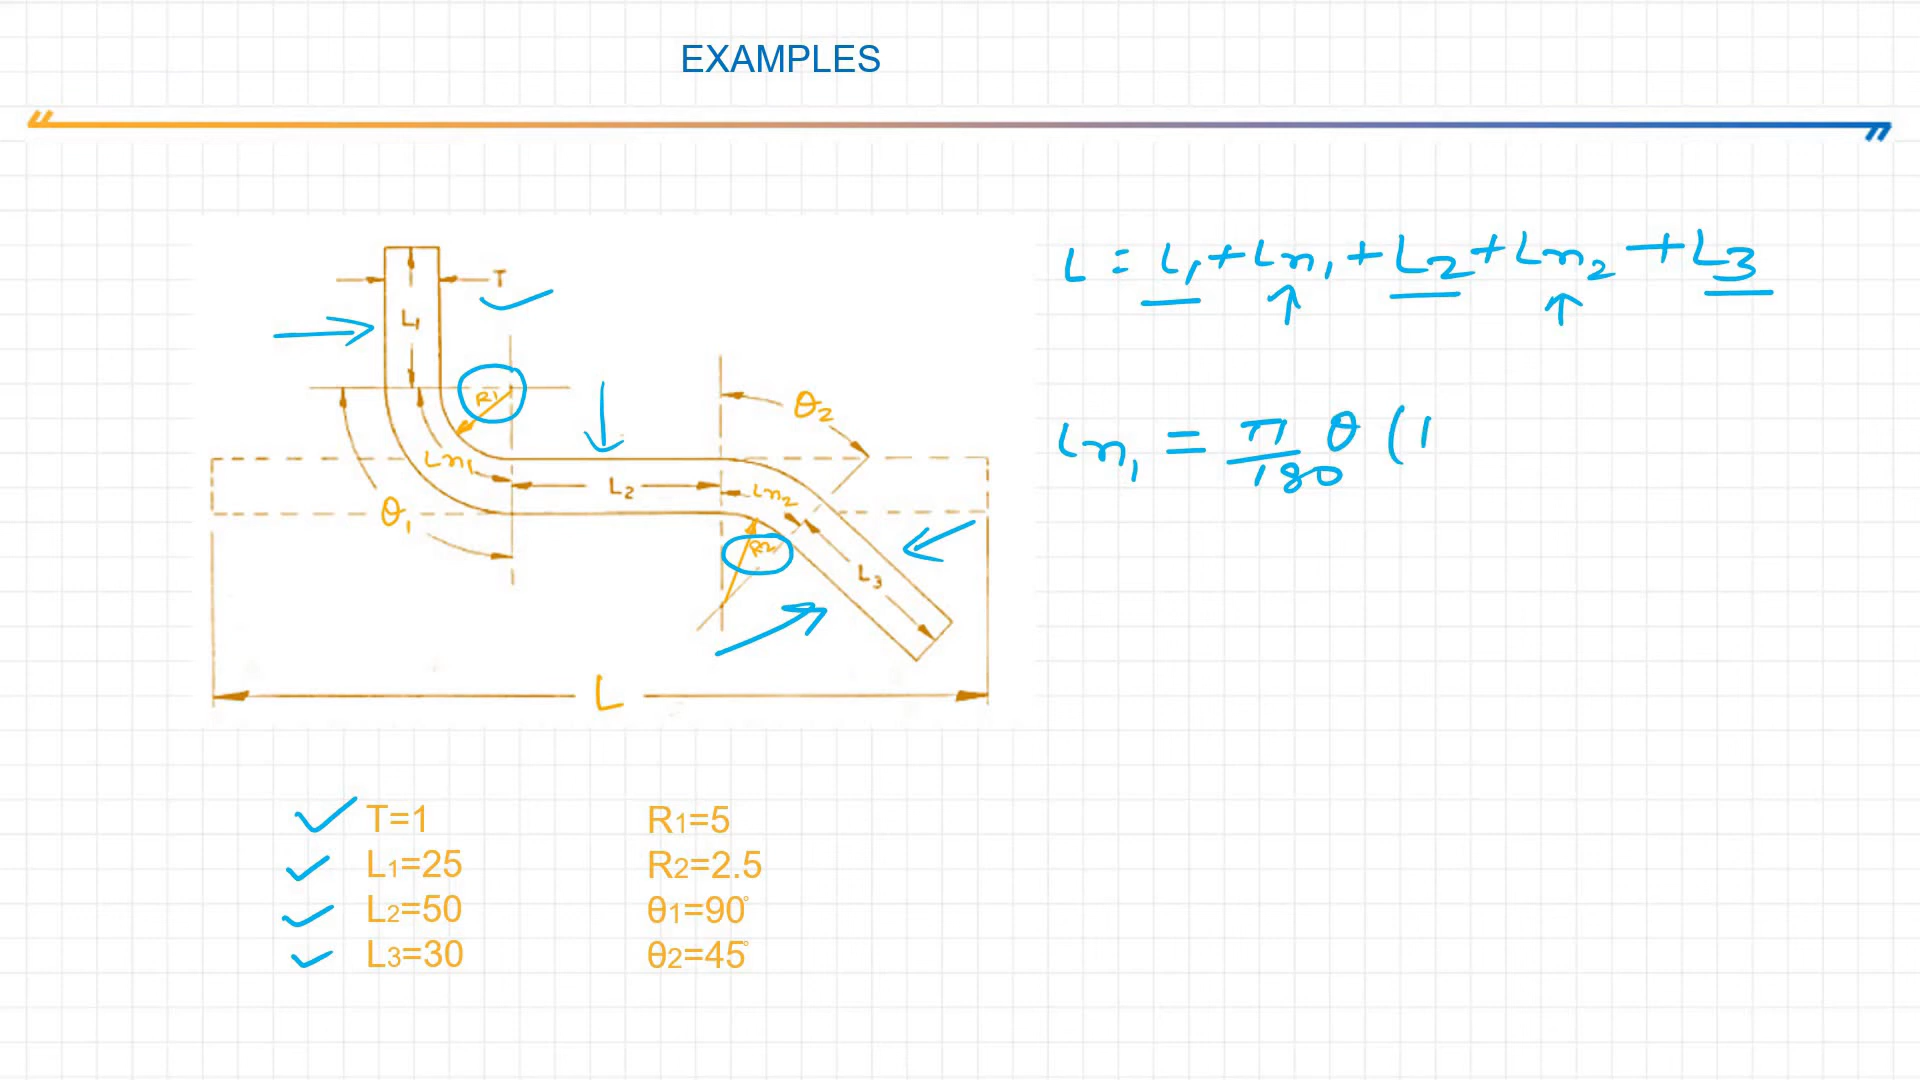 EXAMPLES
T
L1
R1
θ2
Ln1
L2
Ln2
θ1
R2
L3
L
L = L1 + Ln1 + L2 + Ln2 + L3
Ln1 = π/180 θ (1
T=1
L1=25
L2=50
L3=30
R1=5
R2=2.5
θ1=90°
θ2=45°